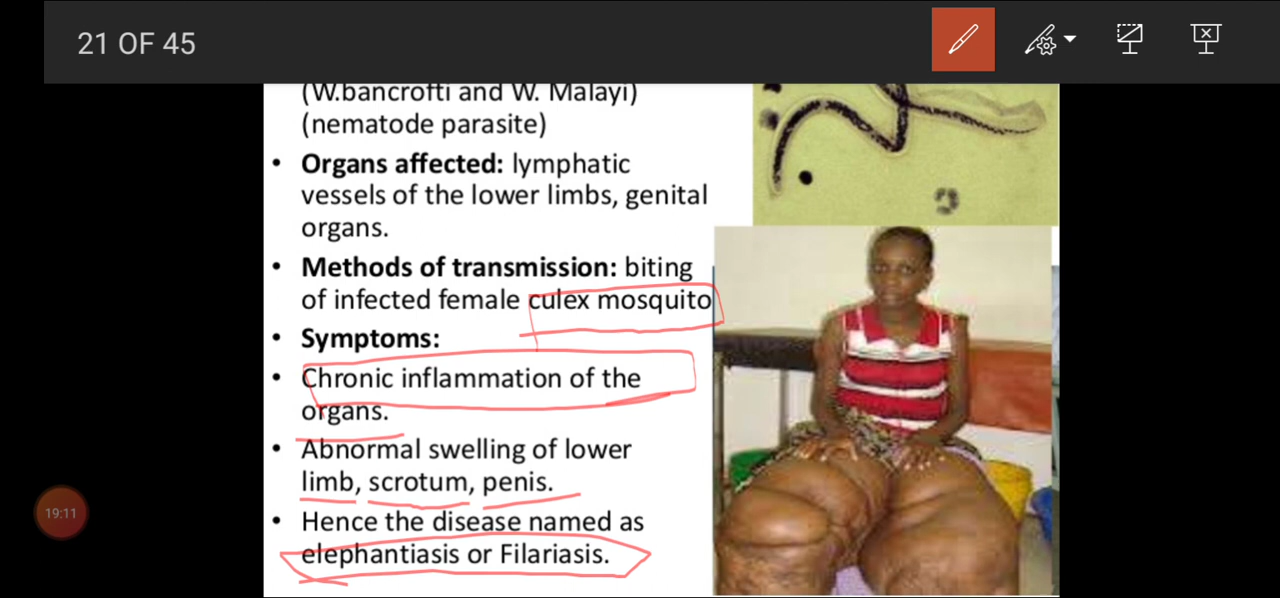 21 OF 45
(W.bancrofti and W. Malayi)
(nematode parasite)
• Organs affected: lymphatic
vessels of the lower limbs, genital
organs.
• Methods of transmission: biting
of infected female culex mosquito
• Symptoms:
• Chronic inflammation of the
organs.
• Abnormal swelling of lower
limb, scrotum, penis.
• Hence the disease named as
elephantiasis or Filariasis.
19:11